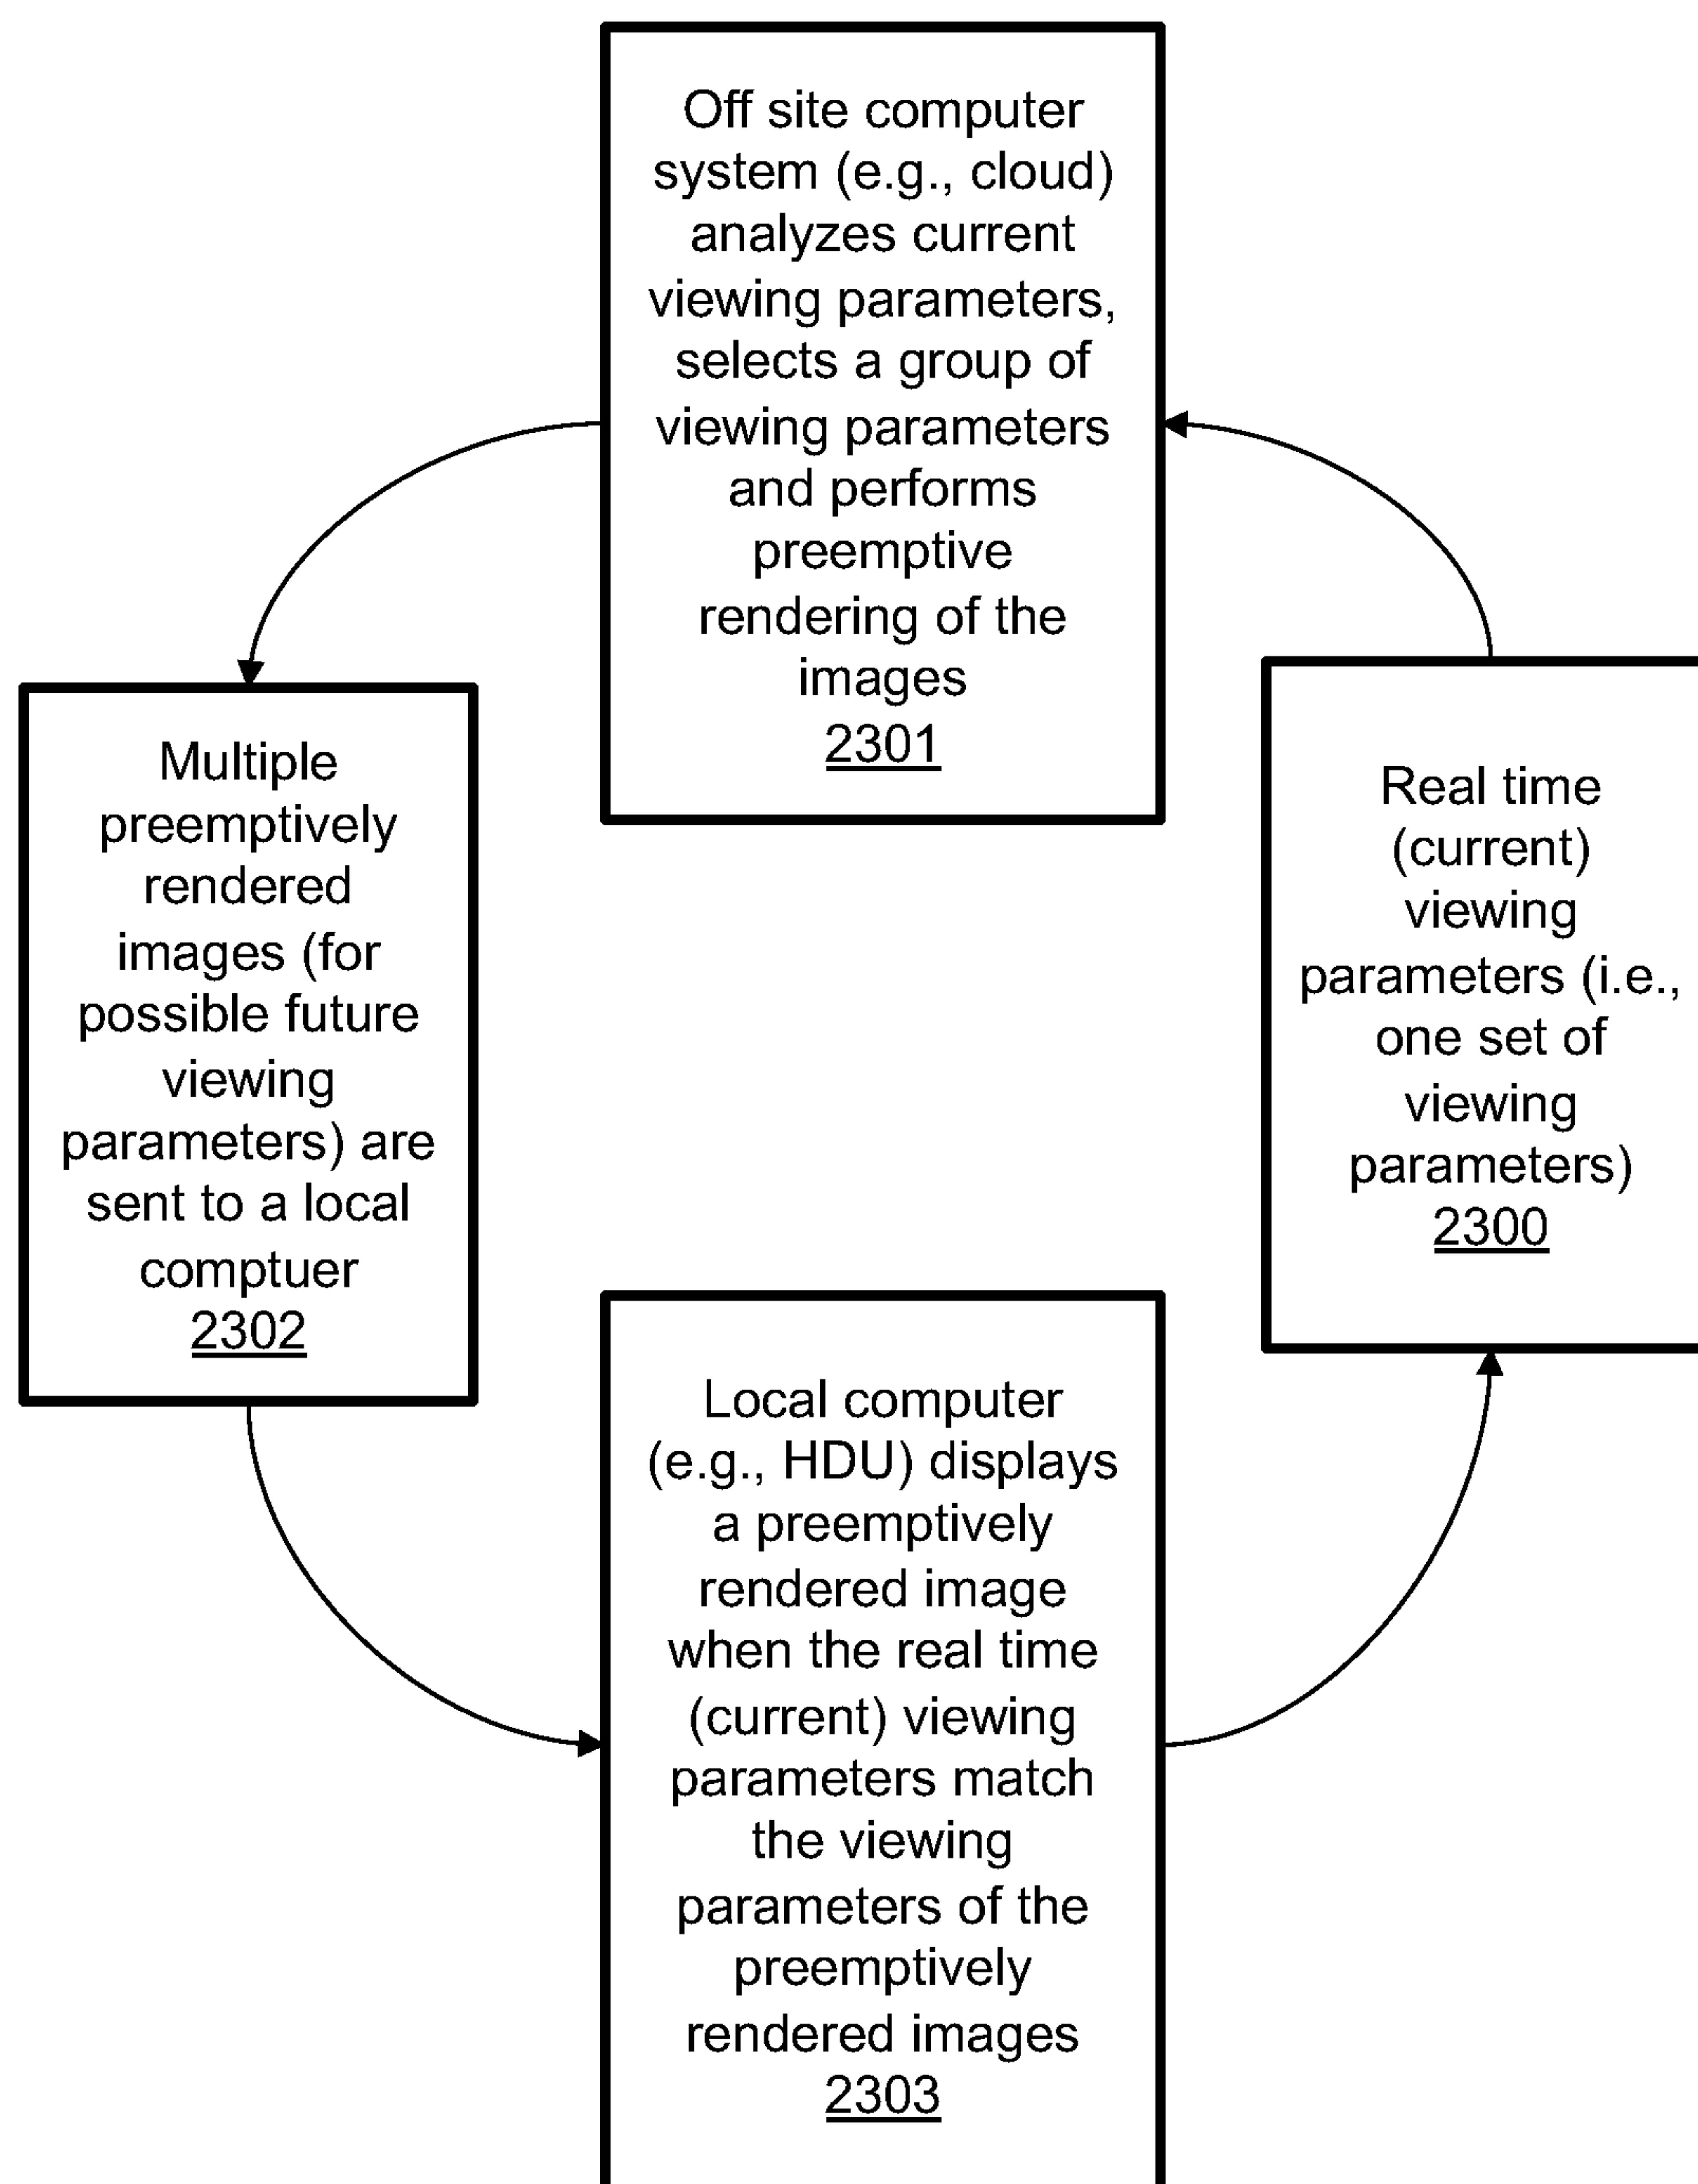 Off site computer
system (e.g., cloud)
analyzes current
viewing parameters,
selects a group of
viewing parameters
and performs
preemptive
rendering of the
images
2301
Multiple
preemptively
rendered
images (for
possible future
viewing
parameters) are
sent to a local
comptuer
2302
Real time
(current)
viewing
parameters (i.e.,
one set of
viewing
parameters)
2300
Local computer
(e.g., HDU) displays
a preemptively
rendered image
when the real time
(current) viewing
parameters match
the viewing
parameters of the
preemptively
rendered images
2303